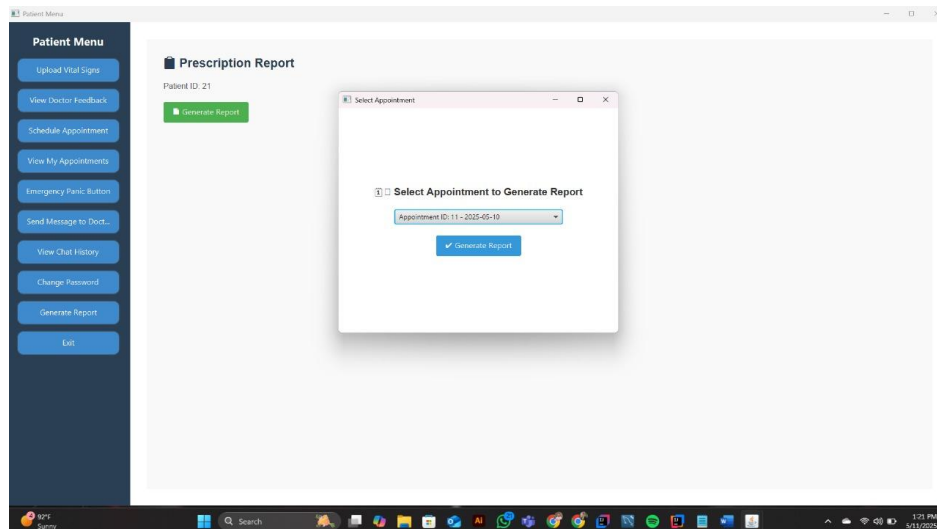 Patient Menu
Patient Menu
Upload Vital Signs
View Doctor Feedback
Schedule Appointment
View My Appointments
Emergency Panic Button
Send Message to Doct...
View Chat History
Change Password
Generate Report
Exit
Prescription Report
Patient ID: 21
Generate Report
Select Appointment
Select Appointment to Generate Report
Appointment ID: 11 - 2025-05-10
Generate Report
92°F
Sunny
Search
Ai
1:21 PM
5/11/2025